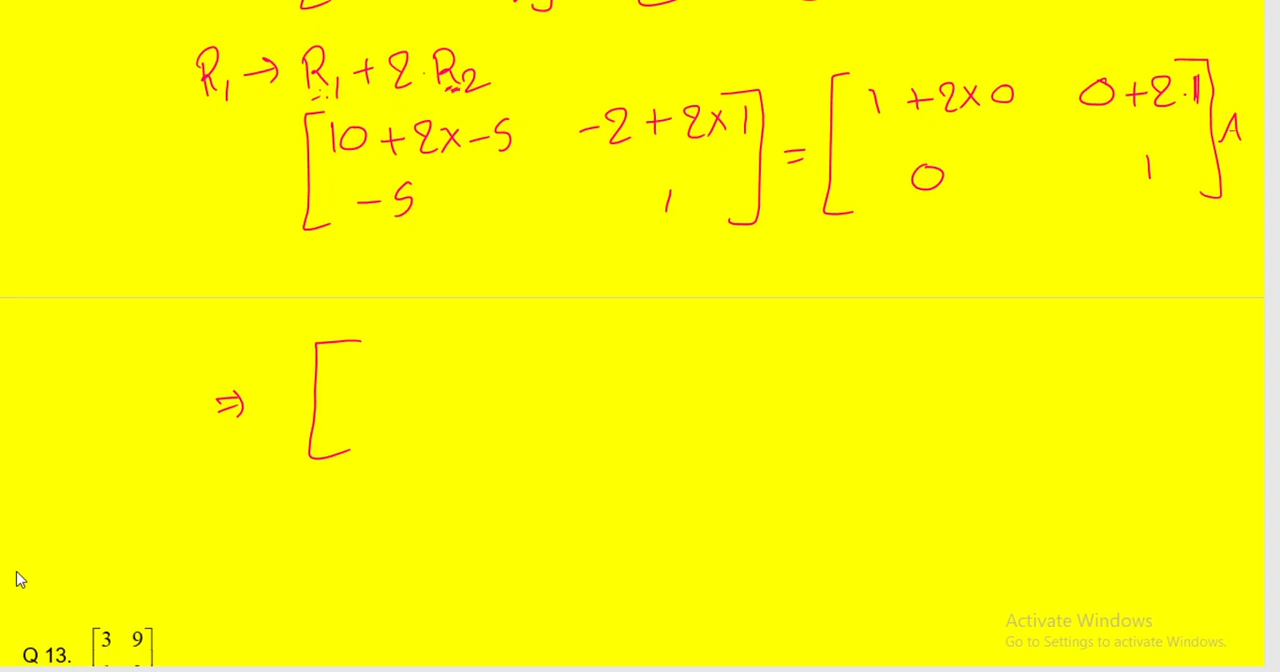 R₁ → R₁ + 2·R₂
[10 + 2x-5   -2 + 2x1] = [1 + 2x0   0+2·1] A
[-5   1]   [0   1]
⇒ [
Q 13. [3 9]
Activate Windows
Go to Settings to activate Windows.